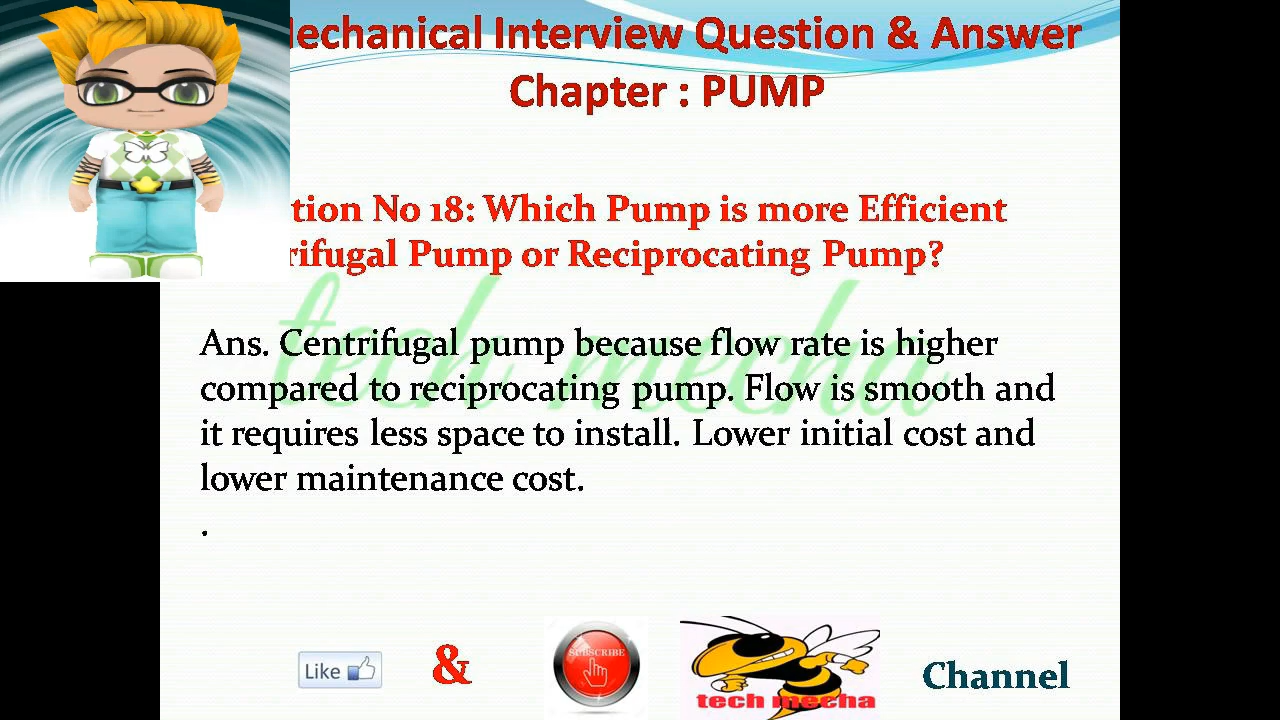 Mechanical Interview Question & Answer
Chapter : PUMP
tion No 18: Which Pump is more Efficient
rifugal Pump or Reciprocating Pump?
tech mecha
Ans. Centrifugal pump because flow rate is higher
compared to reciprocating pump. Flow is smooth and
it requires less space to install. Lower initial cost and
lower maintenance cost.
.
Like
&
SUBSCRIBE
tech mecha
Channel